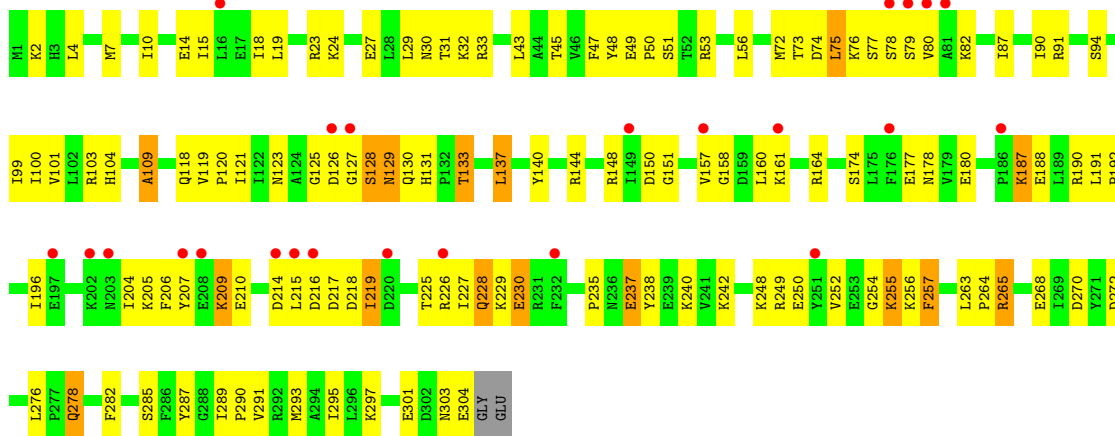 M1 K2 H3 L4 M7 I10 E14 I15 L16 E17 I18 L19 R23 K24 E27 L28 L29 N30 T31 K32 R33 L43 A44 T45 V46 F47 Y48 E49 P50 S51 T52 R53 L56 M72 T73 D74 L75 K76 S77 S78 S79 V80 A81 K82 I87 I90 R91 S94
I99 I100 V101 L102 R103 H104 A109 Q118 V119 P120 I121 I122 N123 A124 G125 D126 G127 S128 N129 Q130 H131 P132 T133 L137 Y140 R144 R148 I149 D150 G151 V157 G158 D159 L160 K161 R164 S174 L175 F176 E177 N178 V179 E180 P186 K187 E188 L189 R190 L191
I196 E197 K202 N203 I204 K205 F206 Y207 E208 K209 E210 D214 L215 D216 D217 D218 I219 D220 T225 R226 I227 Q228 K229 E230 R231 F232 P235 N236 E237 Y238 E239 K240 V241 K242 K248 R249 E250 Y251 V252 E253 G254 K255 K256 F257 L263 P264 R265 E268 I269 D270 Y271
L276 P277 Q278 F282 S285 F286 Y287 G288 I289 P290 V291 R292 M293 A294 I295 L296 K297 E301 D302 N303 E304 GLY GLU